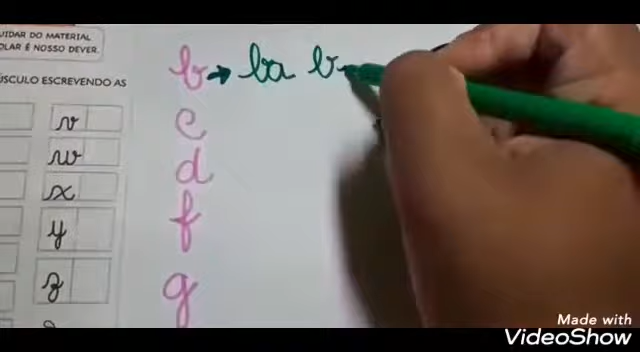 UIDAR DO MATERIAL
OLAR É NOSSO DEVER.
ÚSCULO ESCREVENDO AS
b → ba b
v
c
w
d
x
f
y
g
z
Made with
VideoShow